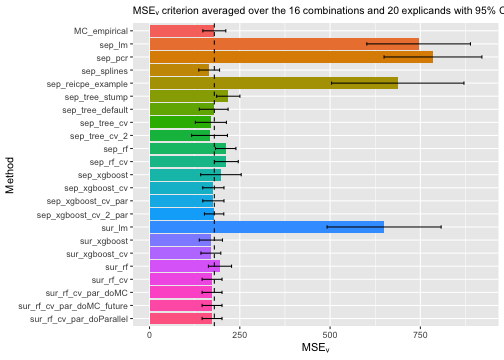 MSEᵥ criterion averaged over the 16 combinations and 20 explicands with 95% C
MC_empirical
sep_lm
sep_pcr
sep_splines
sep_reicpe_example
sep_tree_stump
sep_tree_default
sep_tree_cv
sep_tree_cv_2
sep_rf
sep_rf_cv
sep_xgboost
sep_xgboost_cv
sep_xgboost_cv_par
sep_xgboost_cv_2_par
sur_lm
sur_xgboost
sur_xgboost_cv
sur_rf
sur_rf_cv
sur_rf_cv_par_doMC
sur_rf_cv_par_doMC_future
sur_rf_cv_par_doParallel
Method
0 250 500 750
MSEᵥ